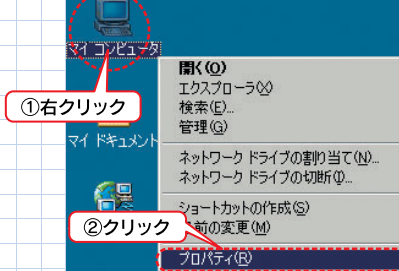 マイ コンピュータ
開く(O)
エクスプローラ(X)
①右クリック
検索(E)...
管理(G)
マイ ドキュメント
ネットワーク ドライブの割り当て(N)...
ネットワーク ドライブの切断(I)...
ショートカットの作成(S)
②クリック
前の変更(M)
プロパティ(R)